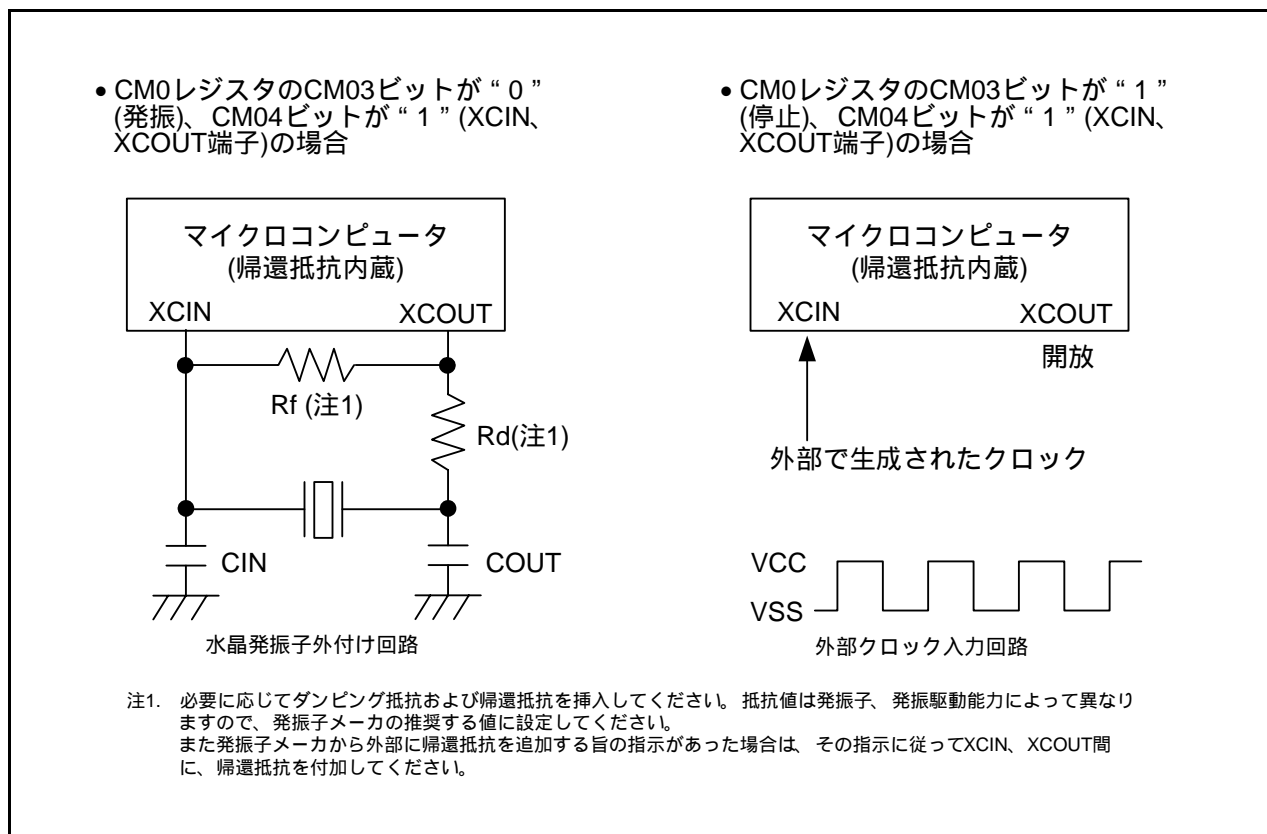 • CM0レジスタのCM03ビットが“0”
(発振)、CM04ビットが“1”(XCIN、
XCOUT端子)の場合
マイクロコンピュータ
(帰還抵抗内蔵)
XCIN
XCOUT
Rf (注1)
Rd(注1)
CIN
COUT
水晶発振子外付け回路
• CM0レジスタのCM03ビットが“1”
(停止)、CM04ビットが“1”(XCIN、
XCOUT端子)の場合
マイクロコンピュータ
(帰還抵抗内蔵)
XCIN
XCOUT
開放
外部で生成されたクロック
VCC
VSS
外部クロック入力回路
注1. 必要に応じてダンピング抵抗および帰還抵抗を挿入してください。抵抗値は発振子、発振駆動能力によって異なり
ますので、発振子メーカの推奨する値に設定してください。
また発振子メーカから外部に帰還抵抗を追加する旨の指示があった場合は、その指示に従ってXCIN、XCOUT間
に、帰還抵抗を付加してください。